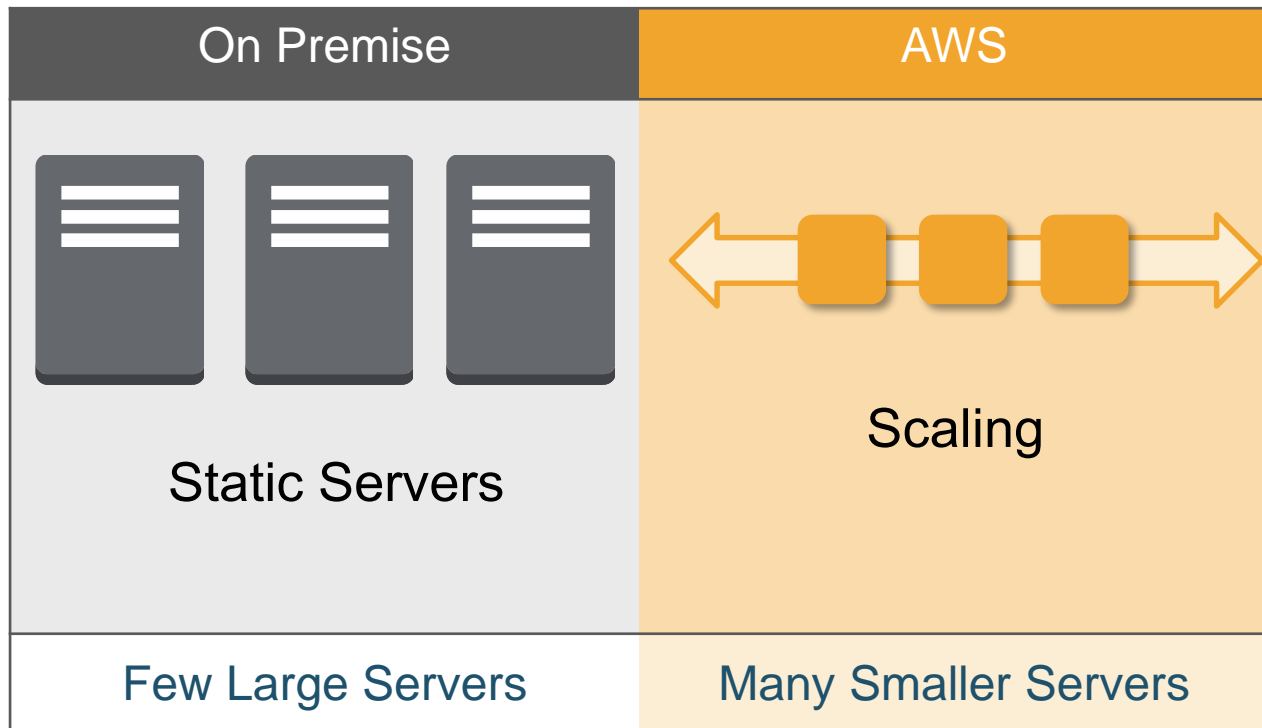 On Premise
AWS
Static Servers
Scaling
Few Large Servers
Many Smaller Servers